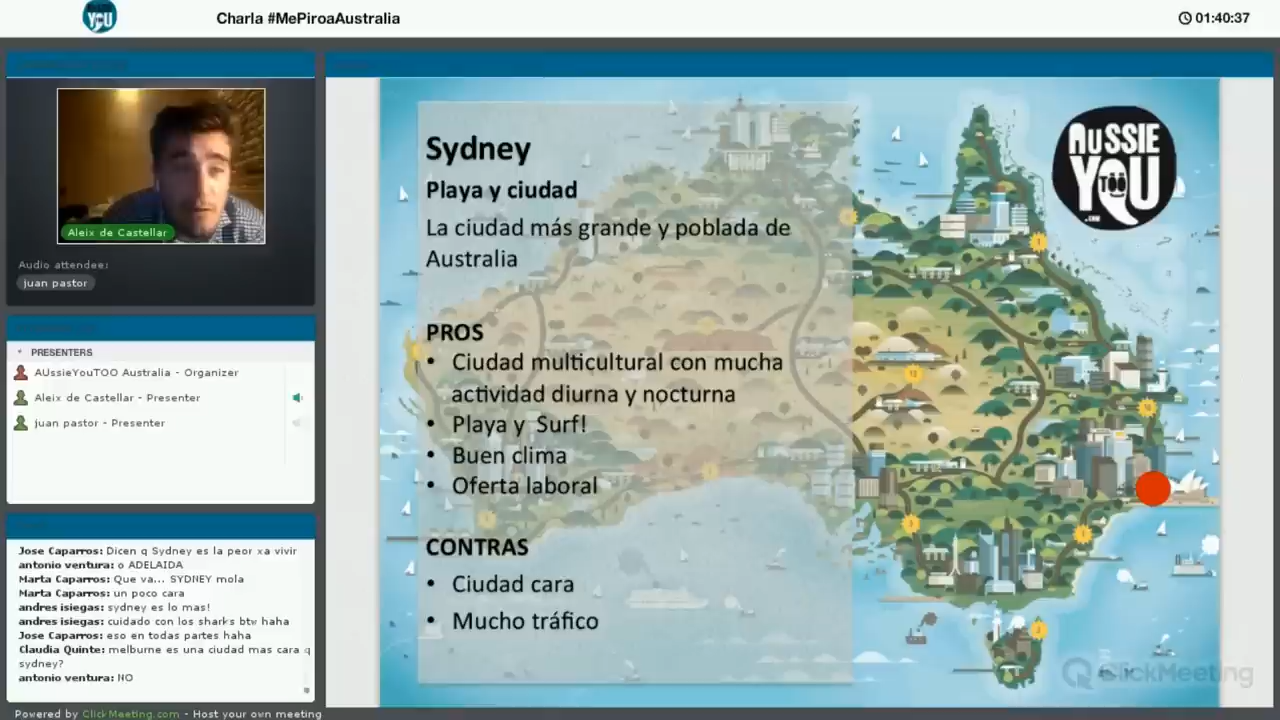 AUSSIE
YOU
Charla #MePiroaAustralia
01:40:37
Aleix de Castellar
Audio attendee:
juan pastor
PRESENTERS
AUssieYouTOO Australia - Organizer
Aleix de Castellar - Presenter
juan pastor - Presenter
Jose Caparros: Dicen q Sydney es la peor xa vivir
antonio ventura: o ADELAIDA
Marta Caparros: Que va... SYDNEY mola
Marta Caparros: un poco cara
andres isiegas: sydney es lo mas!
andres isiegas: cuidado con los sharks btw haha
Jose Caparros: eso en todas partes haha
Claudia Quinte: melburne es una ciudad mas cara q
sydney?
antonio ventura: NO
Powered by ClickMeeting.com - Host your own meeting
Sydney
Playa y ciudad
La ciudad más grande y poblada de
Australia
PROS
• Ciudad multicultural con mucha
actividad diurna y nocturna
• Playa y Surf!
• Buen clima
• Oferta laboral
CONTRAS
• Ciudad cara
• Mucho tráfico
AUSSIE
YOU
TOO
.COM
ClickMeeting